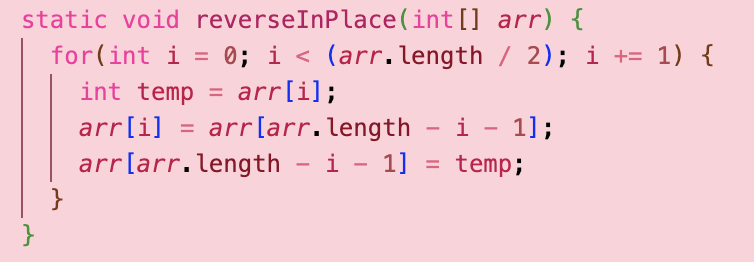 static void reverseInPlace(int[] arr) {
  for(int i = 0; i < (arr.length / 2); i += 1) {
    int temp = arr[i];
    arr[i] = arr[arr.length - i - 1];
    arr[arr.length - i - 1] = temp;
  }
}